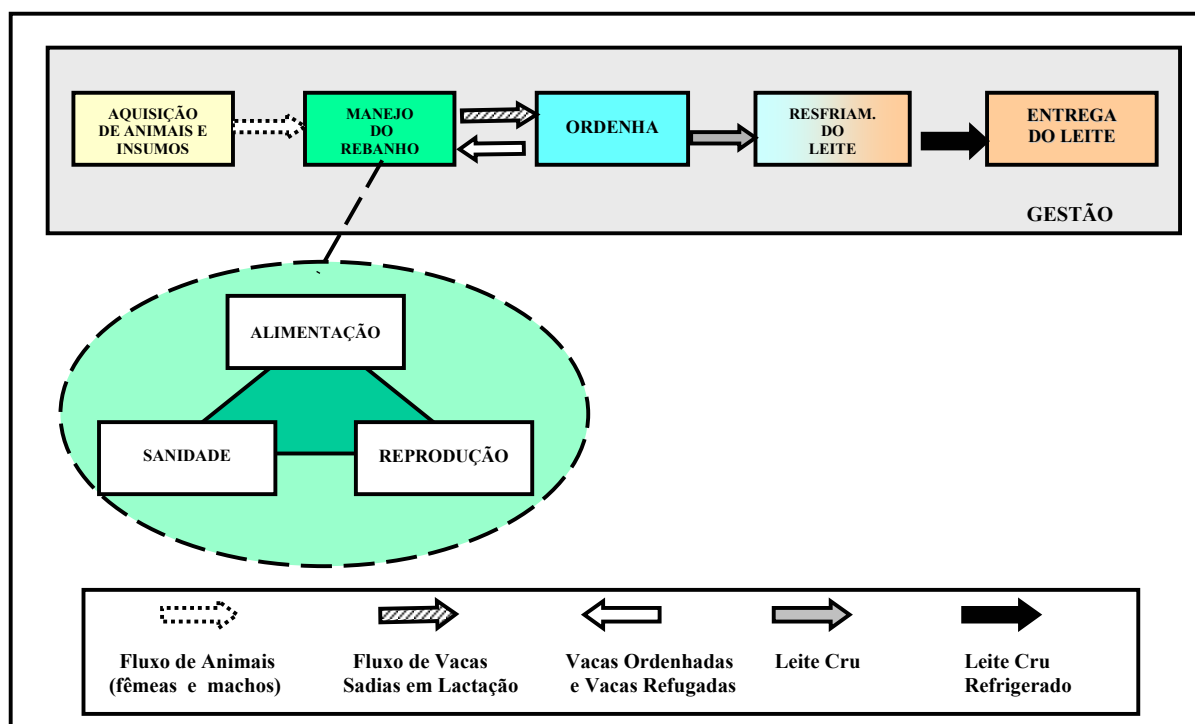 AQUISIÇÃO
DE ANIMAIS E
INSUMOS
MANEJO
DO
REBANHO
ORDENHA
RESFRIAM.
DO
LEITE
ENTREGA
DO LEITE
GESTÃO
ALIMENTAÇÃO
SANIDADE
REPRODUÇÃO
Fluxo de Animais
(fêmeas e machos)
Fluxo de Vacas
Sadias em Lactação
Vacas Ordenhadas
e Vacas Refugadas
Leite Cru
Leite Cru
Refrigerado